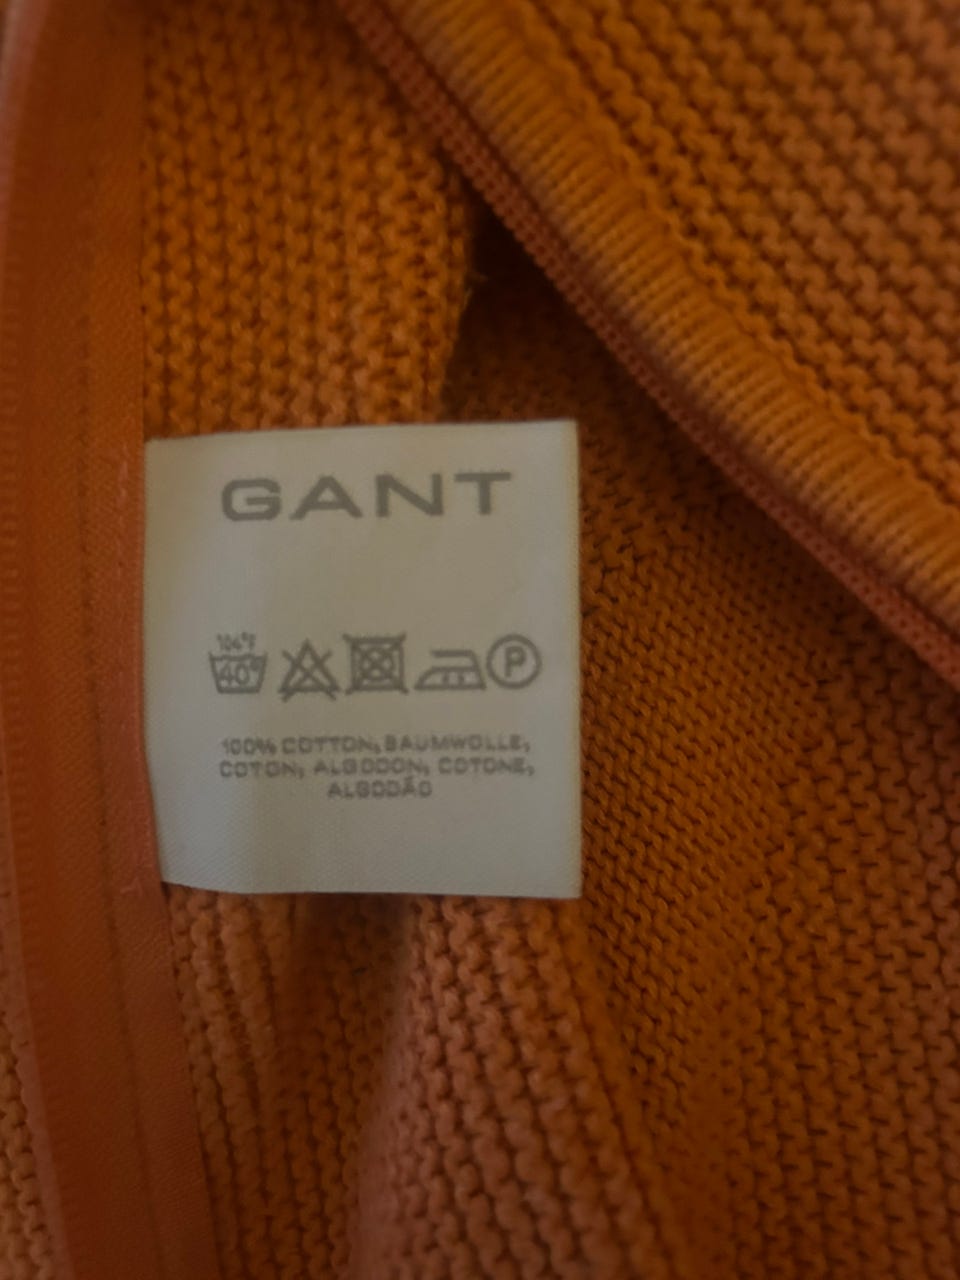 GANT
104°F
40°
P
100% COTTON, BAUMWOLLE,
COTON, ALGODON, COTONE,
ALGODÃO